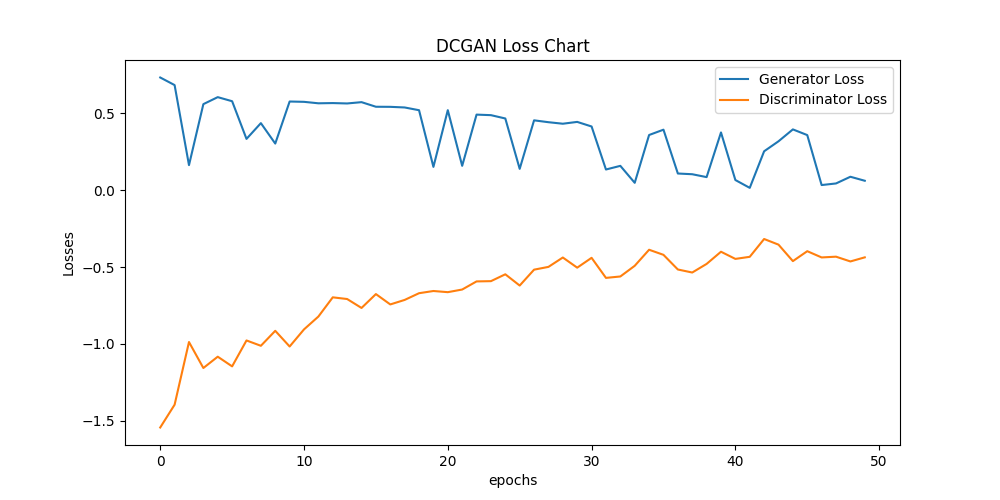 DCGAN Loss Chart
Generator Loss
Discriminator Loss
0.5
0.0
−0.5
−1.0
−1.5
Losses
0 10 20 30 40 50
epochs